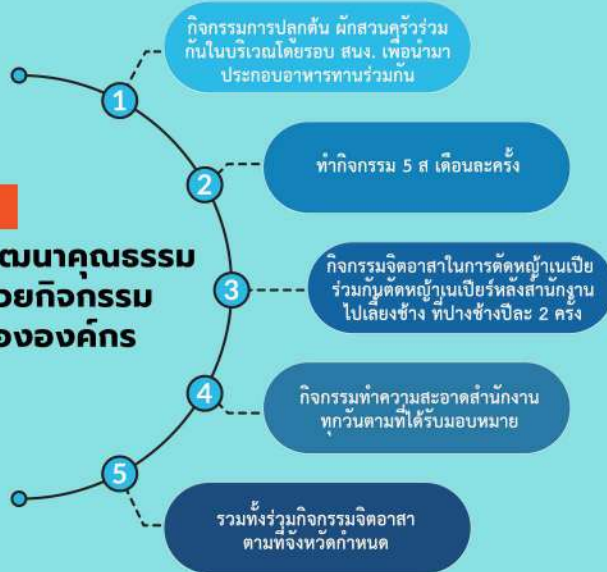 1
กิจกรรมการปลูกต้น ผักสวนครัวร่วม
กันในบริเวณโดยรอบ สนง. เพื่อนำมา
ประกอบอาหารทานร่วมกัน
2
ทำกิจกรรม 5 ส เดือนละครั้ง
ฒนาคุณธรรม
วยกิจกรรม
ององค์กร
3
กิจกรรมจิตอาสาในการตัดหญ้าเนเปีย
ร่วมกันตัดหญ้าเนเปียร์หลังสำนักงาน
ไปเลี้ยงช้าง ที่ปางช้างปีละ 2 ครั้ง
4
กิจกรรมทำความสะอาดสำนักงาน
ทุกวันตามที่ได้รับมอบหมาย
5
รวมทั้งร่วมกิจกรรมจิตอาสา
ตามที่จังหวัดกำหนด